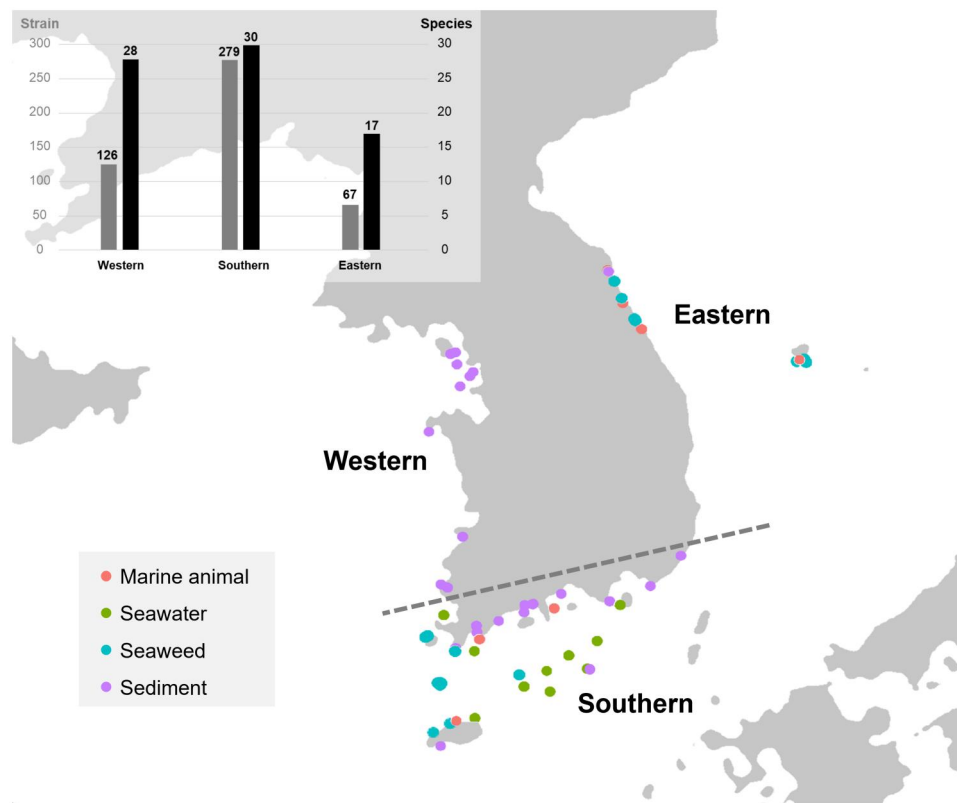 Strain Species
300 30
28 279 30
250 25
200 20
17
150 15
126
100 10
67
50 5
0 0
Western Southern Eastern
Eastern
Western
Marine animal
Seawater
Seaweed
Sediment
Southern